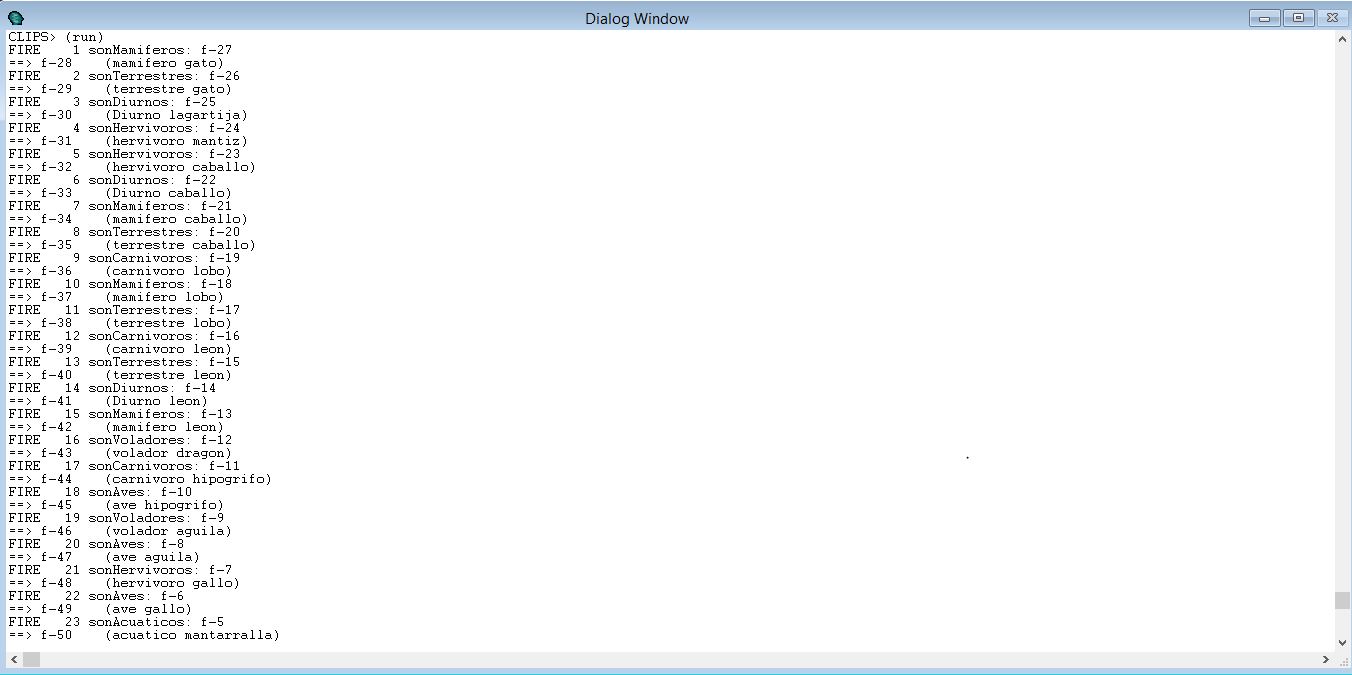 Dialog Window
CLIPS> (run)
FIRE    1 sonMamiferos: f-27
==> f-28    (mamifero gato)
FIRE    2 sonTerrestres: f-26
==> f-29    (terrestre gato)
FIRE    3 sonDiurnos: f-25
==> f-30    (Diurno lagartija)
FIRE    4 sonHervivoros: f-24
==> f-31    (hervivoro mantiz)
FIRE    5 sonHervivoros: f-23
==> f-32    (hervivoro caballo)
FIRE    6 sonDiurnos: f-22
==> f-33    (Diurno caballo)
FIRE    7 sonMamiferos: f-21
==> f-34    (mamifero caballo)
FIRE    8 sonTerrestres: f-20
==> f-35    (terrestre caballo)
FIRE    9 sonCarnivoros: f-19
==> f-36    (carnivoro lobo)
FIRE   10 sonMamiferos: f-18
==> f-37    (mamifero lobo)
FIRE   11 sonTerrestres: f-17
==> f-38    (terrestre lobo)
FIRE   12 sonCarnivoros: f-16
==> f-39    (carnivoro leon)
FIRE   13 sonTerrestres: f-15
==> f-40    (terrestre leon)
FIRE   14 sonDiurnos: f-14
==> f-41    (Diurno leon)
FIRE   15 sonMamiferos: f-13
==> f-42    (mamifero leon)
FIRE   16 sonVoladores: f-12
==> f-43    (volador dragon)
FIRE   17 sonCarnivoros: f-11
==> f-44    (carnivoro hipogrifo)
FIRE   18 sonAves: f-10
==> f-45    (ave hipogrifo)
FIRE   19 sonVoladores: f-9
==> f-46    (volador aguila)
FIRE   20 sonAves: f-8
==> f-47    (ave aguila)
FIRE   21 sonHervivoros: f-7
==> f-48    (hervivoro gallo)
FIRE   22 sonAves: f-6
==> f-49    (ave gallo)
FIRE   23 sonAcuaticos: f-5
==> f-50    (acuatico mantarralla)